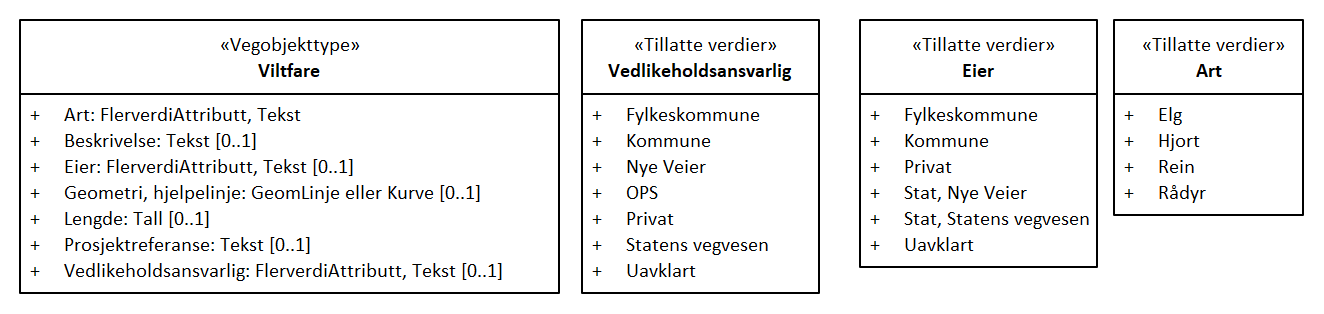 «Vegobjekttype»
Viltfare
+ Art: FlerverdiAttributt, Tekst
+ Beskrivelse: Tekst [0..1]
+ Eier: FlerverdiAttributt, Tekst [0..1]
+ Geometri, hjelpelinje: GeomLinje eller Kurve [0..1]
+ Lengde: Tall [0..1]
+ Prosjektreferanse: Tekst [0..1]
+ Vedlikeholdsansvarlig: FlerverdiAttributt, Tekst [0..1]
«Tillatte verdier»
Vedlikeholdsansvarlig
+ Fylkeskommune
+ Kommune
+ Nye Veier
+ OPS
+ Privat
+ Statens vegvesen
+ Uavklart
«Tillatte verdier»
Eier
+ Fylkeskommune
+ Kommune
+ Privat
+ Stat, Nye Veier
+ Stat, Statens vegvesen
+ Uavklart
«Tillatte verdier»
Art
+ Elg
+ Hjort
+ Rein
+ Rådyr